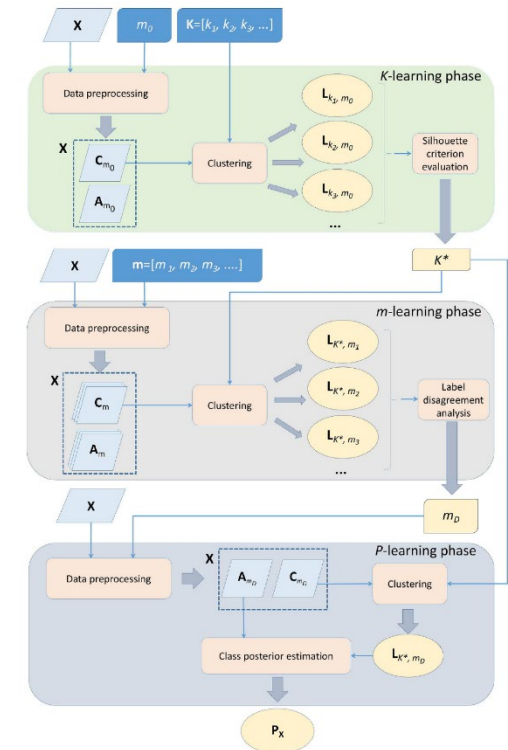 X
m0
K=[k1, k2, k3, ...]
K-learning phase
Data preprocessing
X
Cm0
Am0
Clustering
Lk1, m0
Lk2, m0
Lk3, m0
...
Silhouette
criterion
evaluation
K*
X
m=[m1, m2, m3, ....]
m-learning phase
Data preprocessing
X
Cm
Am
Clustering
LK*, m1
LK*, m2
LK*, m3
...
Label
disagreement
analysis
mD
X
P-learning phase
Data preprocessing
X
AmD
CmD
Clustering
Class posterior estimation
LK*, mD
PX